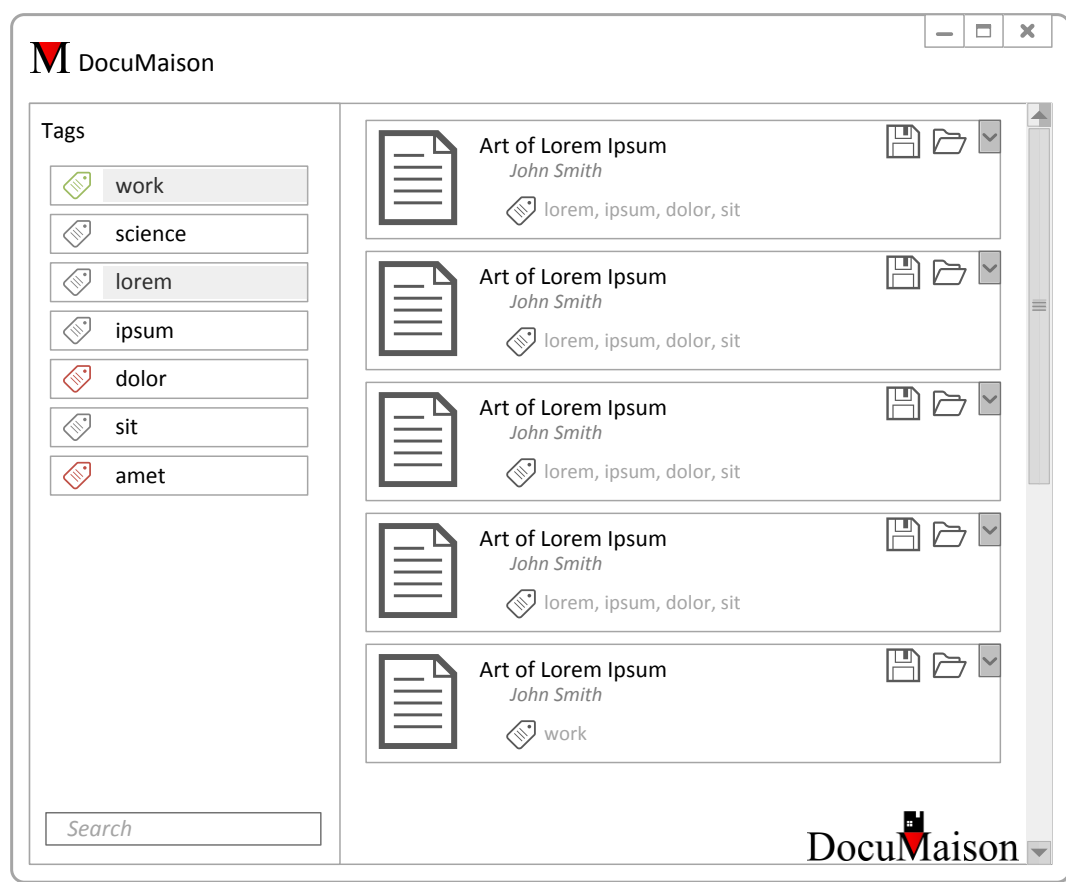 M DocuMaison
Tags
work
science
lorem
ipsum
dolor
sit
amet
Search
Art of Lorem Ipsum
John Smith
lorem, ipsum, dolor, sit
Art of Lorem Ipsum
John Smith
lorem, ipsum, dolor, sit
Art of Lorem Ipsum
John Smith
lorem, ipsum, dolor, sit
Art of Lorem Ipsum
John Smith
lorem, ipsum, dolor, sit
Art of Lorem Ipsum
John Smith
work
DocuMaison